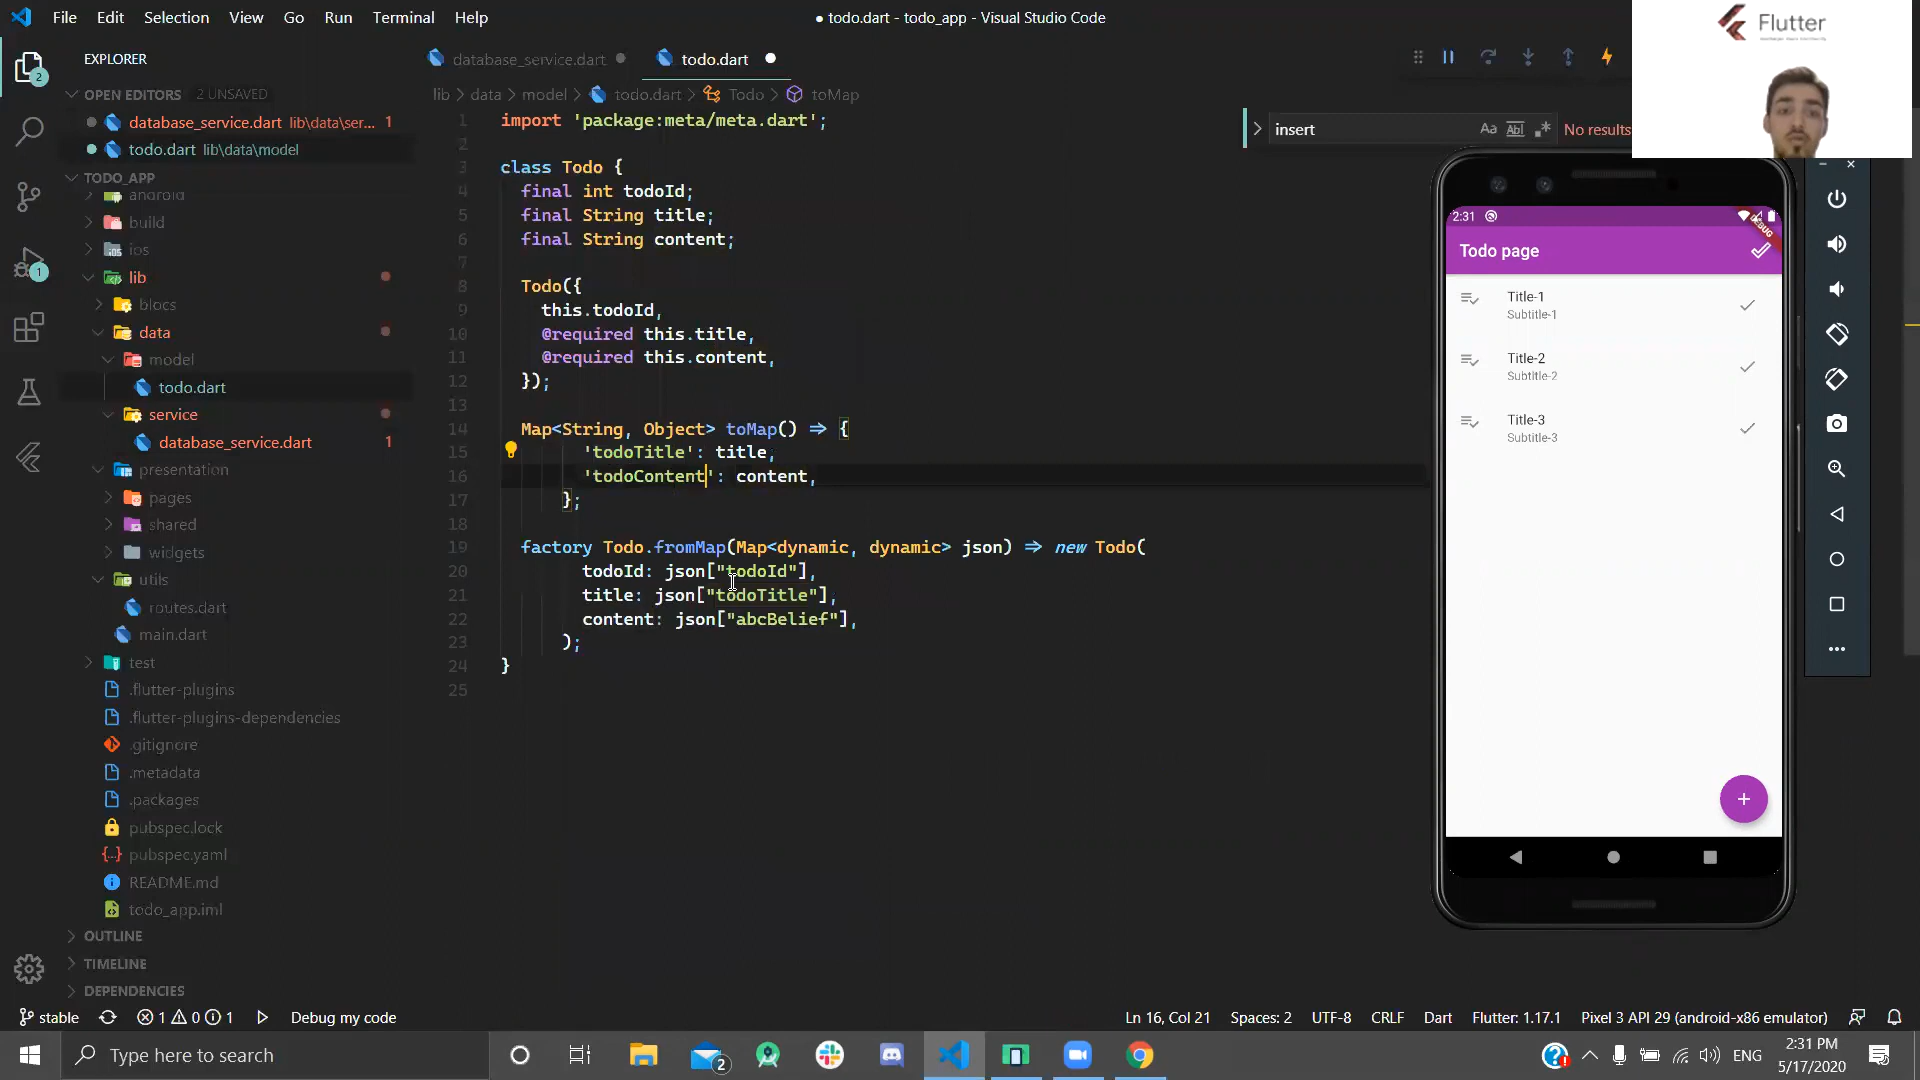 File Edit Selection View Go Run Terminal Help
● todo.dart - todo_app - Visual Studio Code
Flutter
EXPLORER
OPEN EDITORS 2 UNSAVED
database_service.dart lib\data\ser... 1
todo.dart lib\data\model
TODO_APP
android
build
ios
lib
blocs
data
model
todo.dart
service
database_service.dart 1
presentation
pages
shared
widgets
utils
routes.dart
main.dart
test
.flutter-plugins
.flutter-plugins-dependencies
.gitignore
.metadata
.packages
pubspec.lock
pubspec.yaml
README.md
todo_app.iml
OUTLINE
TIMELINE
DEPENDENCIES
2
1
database_service.dart todo.dart
lib > data > model > todo.dart > Todo > toMap
insert Aa Abl No results
1 import 'package:meta/meta.dart';
2
3 class Todo {
4 final int todoId;
5 final String title;
6 final String content;
7
8 Todo({
9 this.todoId,
10 @required this.title,
11 @required this.content,
12 });
13
14 Map<String, Object> toMap() => {
15 'todoTitle': title,
16 'todoContent': content,
17 };
18
19 factory Todo.fromMap(Map<dynamic, dynamic> json) => new Todo(
20 todoId: json["todoId"],
21 title: json["todoTitle"],
22 content: json["abcBelief"],
23 );
24 }
25
2:31
DEBUG
Todo page
Title-1
Subtitle-1
Title-2
Subtitle-2
Title-3
Subtitle-3
+
stable 1 0 1 Debug my code
Ln 16, Col 21 Spaces: 2 UTF-8 CRLF Dart Flutter: 1.17.1 Pixel 3 API 29 (android-x86 emulator)
Type here to search
2
ENG
2:31 PM
5/17/2020